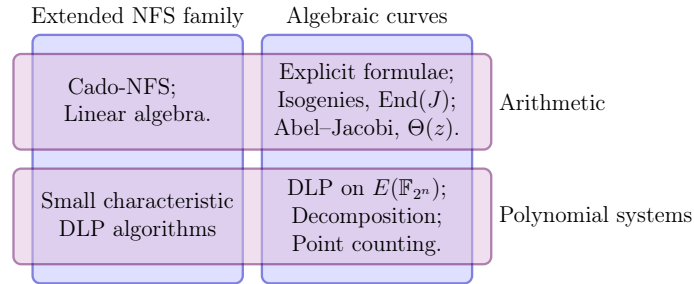 Extended NFS family
Algebraic curves
Cado-NFS;
Linear algebra.
Explicit formulae;
Isogenies, End(J);
Abel–Jacobi, Θ(z).
Arithmetic
Small characteristic
DLP algorithms
DLP on E(𝔽₂ⁿ);
Decomposition;
Point counting.
Polynomial systems